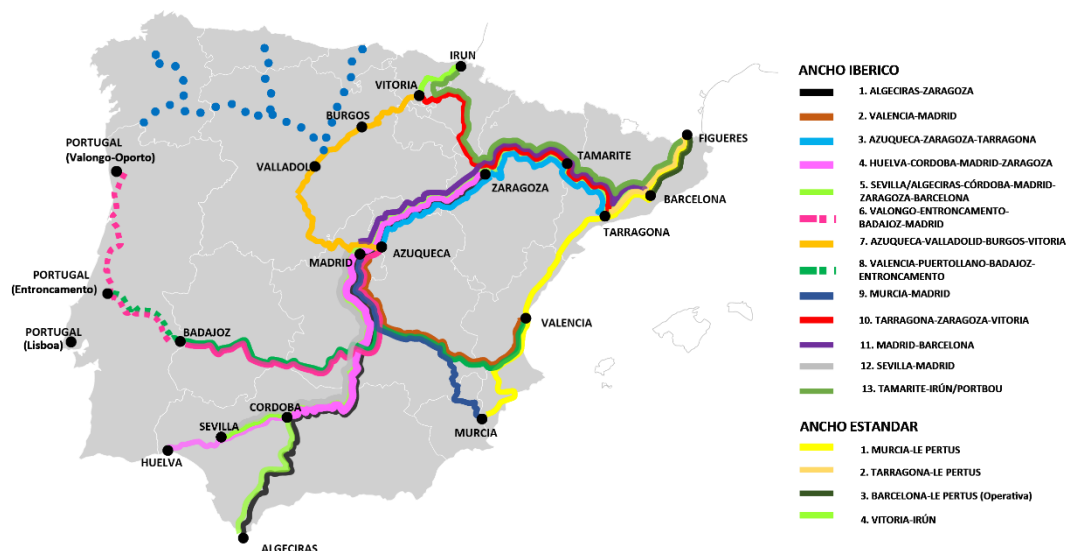 IRUN
VITORIA
BURGOS
VALLADOL
PORTUGAL
(Valongo-Oporto)
FIGUERES
TAMARITE
ZARAGOZA
BARCELONA
TARRAGONA
AZUQUECA
MADRID
PORTUGAL
(Entroncamento)
PORTUGAL
(Lisboa)
BADAJOZ
VALENCIA
CORDOBA
SEVILLA
HUELVA
MURCIA
ALGECIRAS
ANCHO IBERICO
1. ALGECIRAS-ZARAGOZA
2. VALENCIA-MADRID
3. AZUQUECA-ZARAGOZA-TARRAGONA
4. HUELVA-CORDOBA-MADRID-ZARAGOZA
5. SEVILLA/ALGECIRAS-CÓRDOBA-MADRID-
ZARAGOZA-BARCELONA
6. VALONGO-ENTRONCAMENTO-
BADAJOZ-MADRID
7. AZUQUECA-VALLADOLID-BURGOS-VITORIA
8. VALENCIA-PUERTOLLANO-BADAJOZ-
ENTRONCAMENTO
9. MURCIA-MADRID
10. TARRAGONA-ZARAGOZA-VITORIA
11. MADRID-BARCELONA
12. SEVILLA-MADRID
13. TAMARITE-IRÚN/PORTBOU
ANCHO ESTANDAR
1. MURCIA-LE PERTUS
2. TARRAGONA-LE PERTUS
3. BARCELONA-LE PERTUS (Operativa)
4. VITORIA-IRÚN